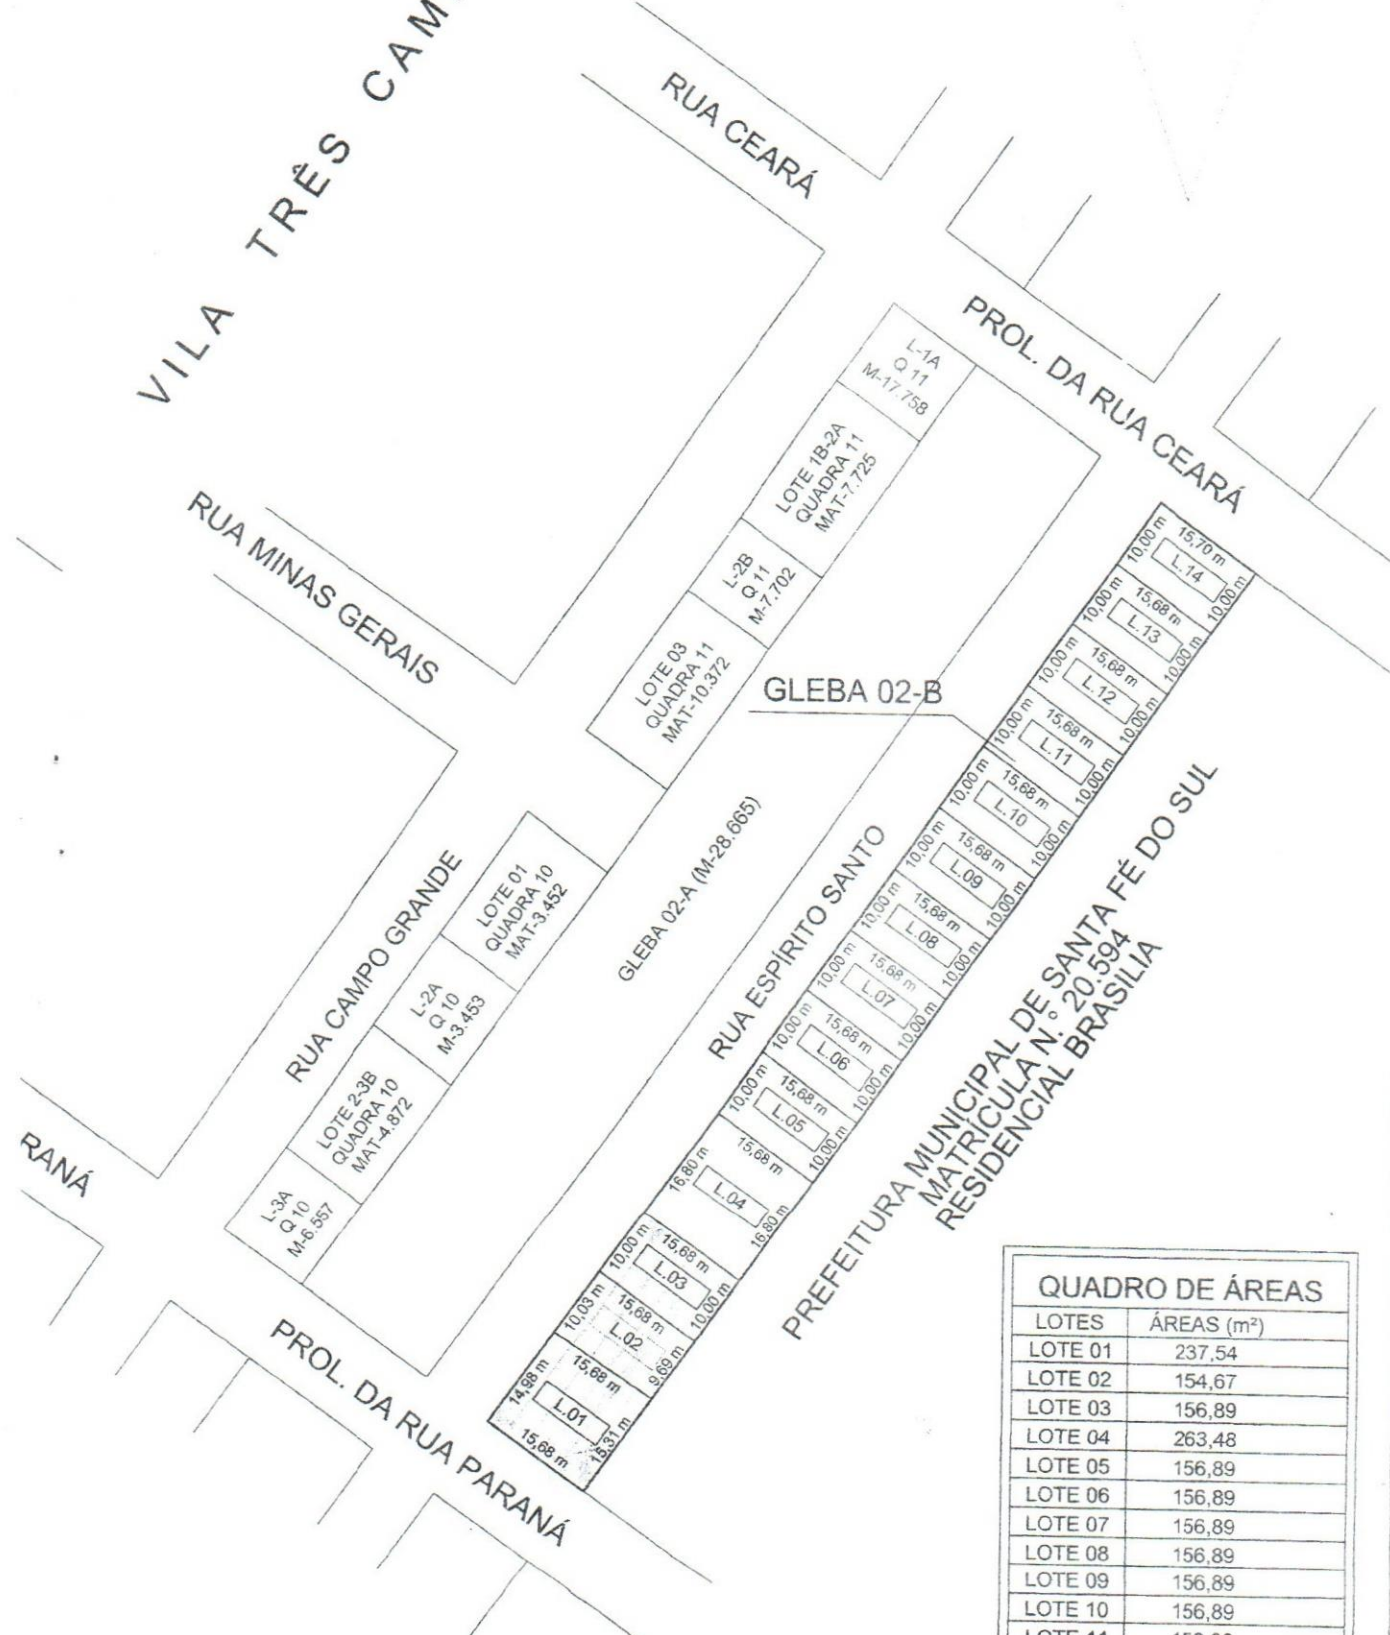 VILA TRÊS CAM
RUA CEARÁ
PROL. DA RUA CEARÁ
L-1A
Q 11
M-17.758
LOTE 1B-2A
QUADRA 11
MAT-7.725
L-2B
Q 11
M-7.702
LOTE 03
QUADRA 11
MAT-10.372
RUA MINAS GERAIS
GLEBA 02-B
GLEBA 02-A (M-28.665)
RUA CAMPO GRANDE
LOTE 01
QUADRA 10
MAT-3.452
L-2A
Q 10
M-3.453
LOTE 2-3B
QUADRA 10
MAT-4.872
L-3A
Q 10
M-6.557
RANÁ
PROL. DA RUA PARANÁ
RUA ESPÍRITO SANTO
10,00 m
15,70 m
L.14
10,00 m
10,00 m
15,68 m
L.13
10,00 m
10,00 m
15,68 m
L.12
10,00 m
10,00 m
15,68 m
L.11
10,00 m
10,00 m
15,68 m
L.10
10,00 m
10,00 m
15,68 m
L.09
10,00 m
10,00 m
15,68 m
L.08
10,00 m
10,00 m
15,68 m
L.07
10,00 m
10,00 m
15,68 m
L.06
10,00 m
10,00 m
15,68 m
L.05
10,00 m
16,80 m
15,68 m
L.04
16,80 m
10,00 m
15,68 m
L.03
10,00 m
10,03 m
15,68 m
L.02
9,69 m
14,98 m
15,68 m
L.01
15,31 m
15,68 m
PREFEITURA MUNICIPAL DE SANTA FÉ DO SUL
MATRÍCULA N.º 20.594
RESIDENCIAL BRASILIA
QUADRO DE ÁREAS
LOTES ÁREAS (m²)
LOTE 01 237,54
LOTE 02 154,67
LOTE 03 156,89
LOTE 04 263,48
LOTE 05 156,89
LOTE 06 156,89
LOTE 07 156,89
LOTE 08 156,89
LOTE 09 156,89
LOTE 10 156,89